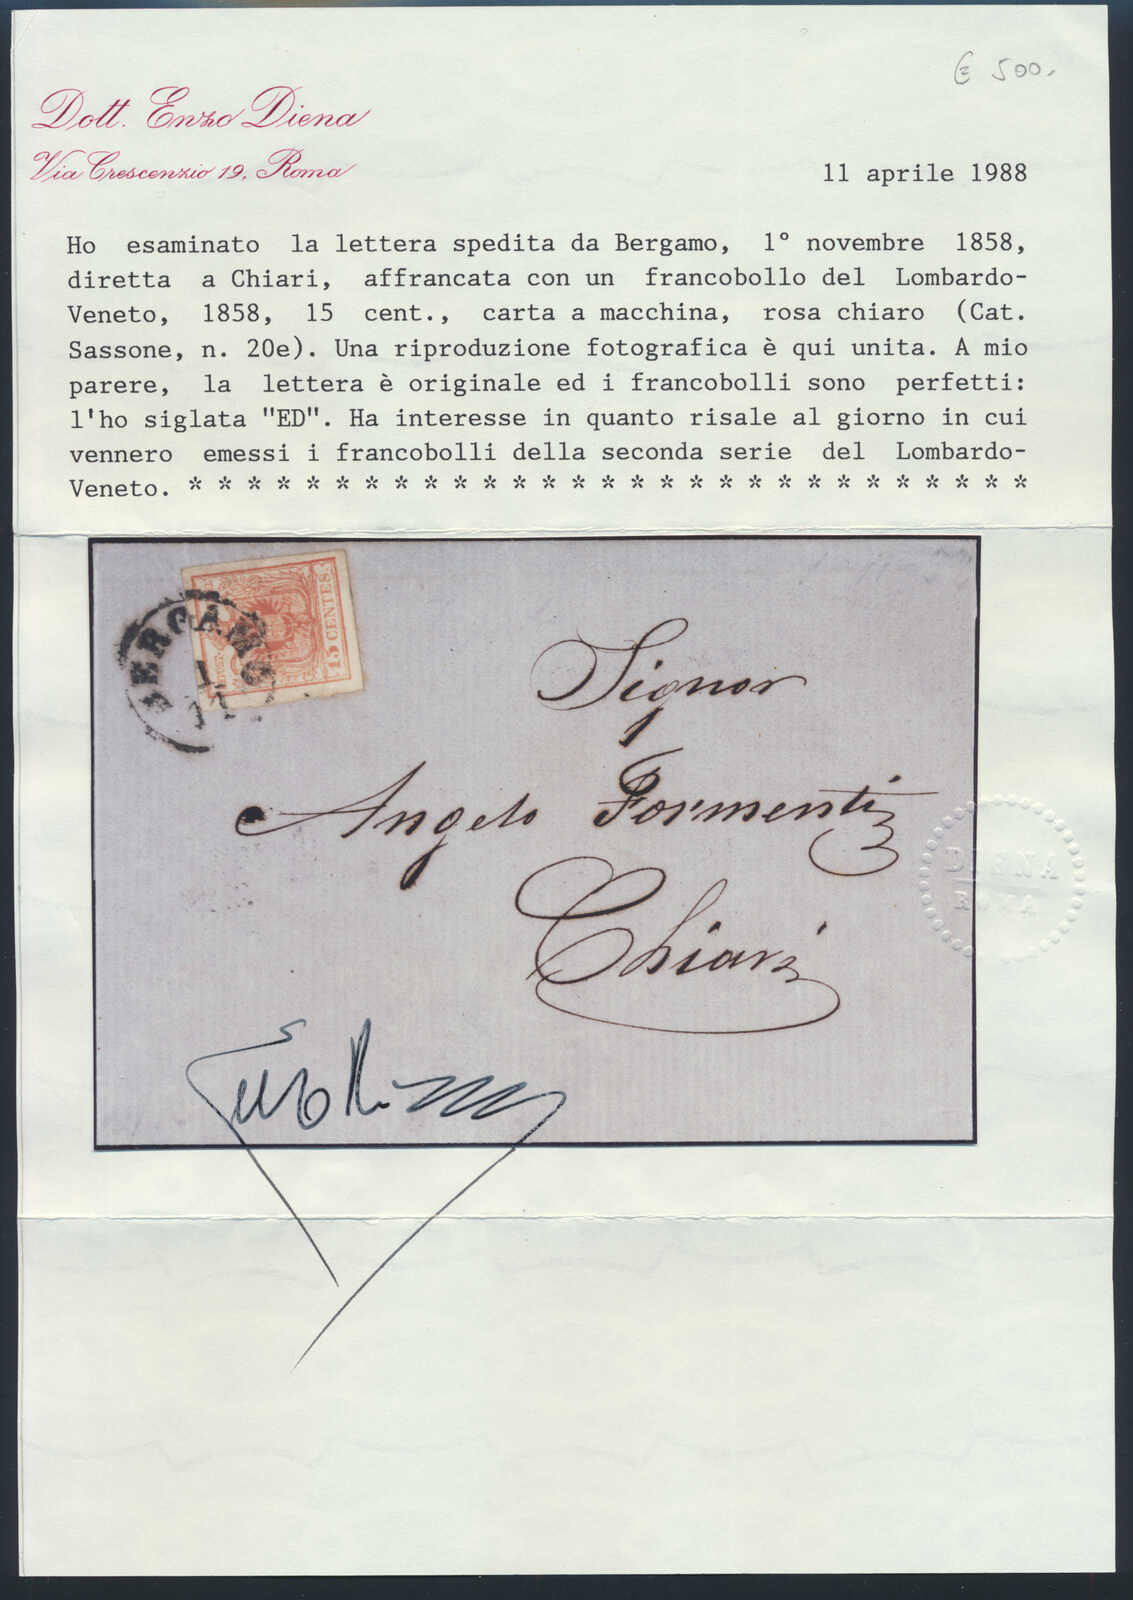 € 500.
Dott. Enzo Diena
Via Crescenzio 19, Roma
11 aprile 1988
Ho esaminato la lettera spedita da Bergamo, 1° novembre 1858,
diretta a Chiari, affrancata con un francobollo del Lombardo-
Veneto, 1858, 15 cent., carta a macchina, rosa chiaro (Cat.
Sassone, n. 20e). Una riproduzione fotografica è qui unita. A mio
parere, la lettera è originale ed i francobolli sono perfetti:
l'ho siglata "ED". Ha interesse in quanto risale al giorno in cui
vennero emessi i francobolli della seconda serie del Lombardo-
Veneto. * * * * * * * * * * * * * * * * * * * * * * * * * * * * *
15 CENTES.
BERGAMO
1
11
Signor
Angelo Formenti
Chiari
DIENA
ROMA